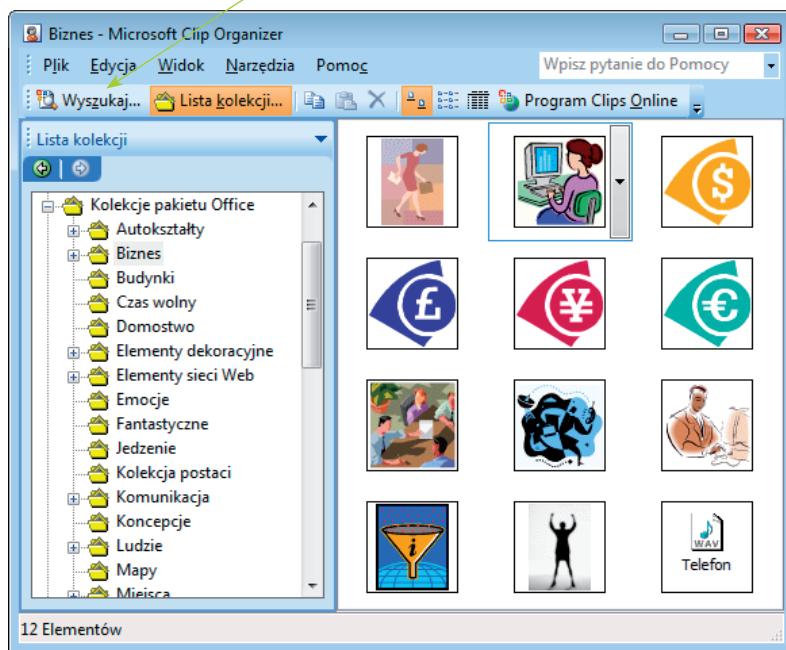 Biznes - Microsoft Clip Organizer
Plik Edycja Widok Narzędzia Pomoc Wpisz pytanie do Pomocy
Wyszukaj... Lista kolekcji... Program Clips Online
Lista kolekcji
Kolekcje pakietu Office
Autokształty
Biznes
Budynki
Czas wolny
Domostwo
Elementy dekoracyjne
Elementy sieci Web
Emocje
Fantastyczne
Jedzenie
Kolekcja postaci
Komunikacja
Koncepcje
Ludzie
Mapy
Miejsca
$
£
¥
€
i
WAV
Telefon
12 Elementów